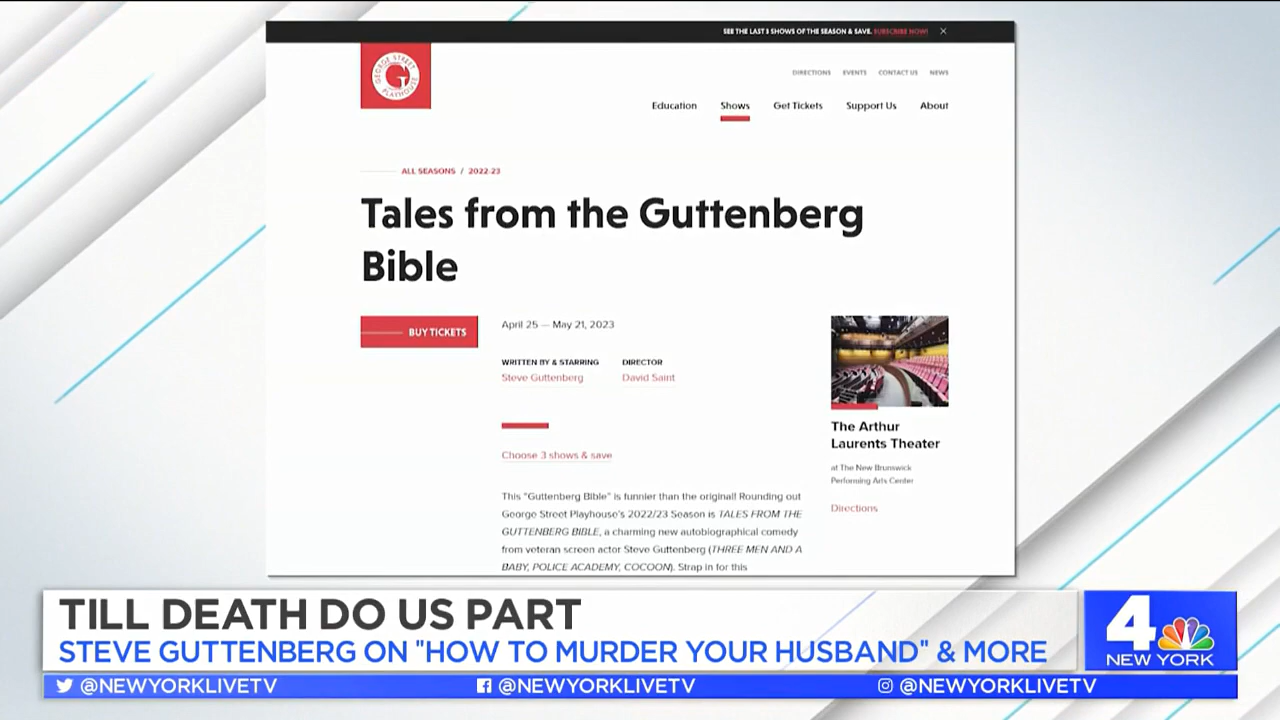 SEE THE LAST 3 SHOWS OF THE SEASON & SAVE. SUBSCRIBE NOW! ×
GEORGE STREET
G
PLAYHOUSE
DIRECTIONS EVENTS CONTACT US NEWS
Education Shows Get Tickets Support Us About
ALL SEASONS / 2022-23
Tales from the Guttenberg
Bible
BUY TICKETS
April 25 — May 21, 2023
WRITTEN BY & STARRING DIRECTOR
Steve Guttenberg David Saint
Choose 3 shows & save
The Arthur
Laurents Theater
at The New Brunswick
Performing Arts Center
Directions
This "Guttenberg Bible" is funnier than the original! Rounding out
George Street Playhouse's 2022/23 Season is TALES FROM THE
GUTTENBERG BIBLE, a charming new autobiographical comedy
from veteran screen actor Steve Guttenberg (THREE MEN AND A
BABY, POLICE ACADEMY, COCOON). Strap in for this
TILL DEATH DO US PART
STEVE GUTTENBERG ON "HOW TO MURDER YOUR HUSBAND" & MORE
4
NEW YORK
@NEWYORKLIVETV @NEWYORKLIVETV @NEWYORKLIVETV